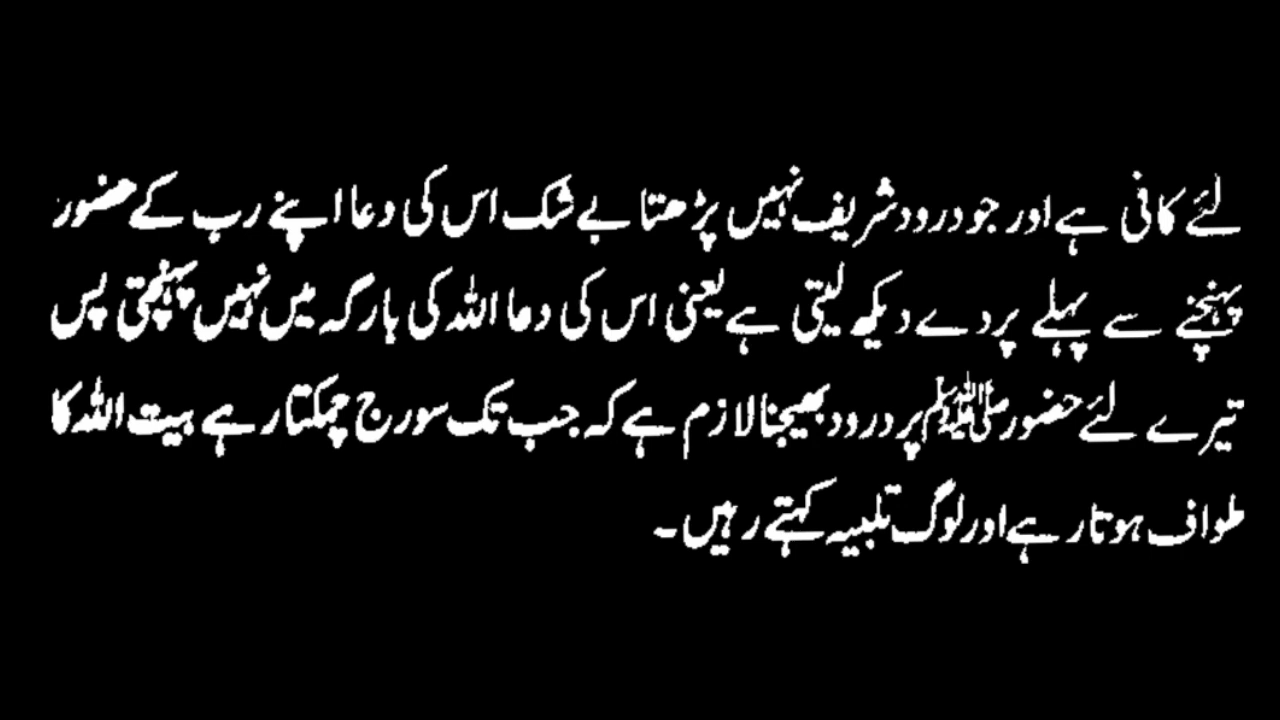 لئے کافی ہے اور جو درود شریف نہیں پڑھتا بے شک اس کی دعا اپنے رب کے حضور
پہنچنے سے پہلے پردے دیکھ لیتی ہے یعنی اس کی دعا اللہ کی بارگہ میں نہیں پہنچتی پس
تیرے لئے حضور ﷺ پر درود بھیجنا لازم ہے کہ جب تک سورج چمکتا رہے بیت اللہ کا
طواف ہوتا رہے اور لوگ تلبیہ کہتے رہیں۔